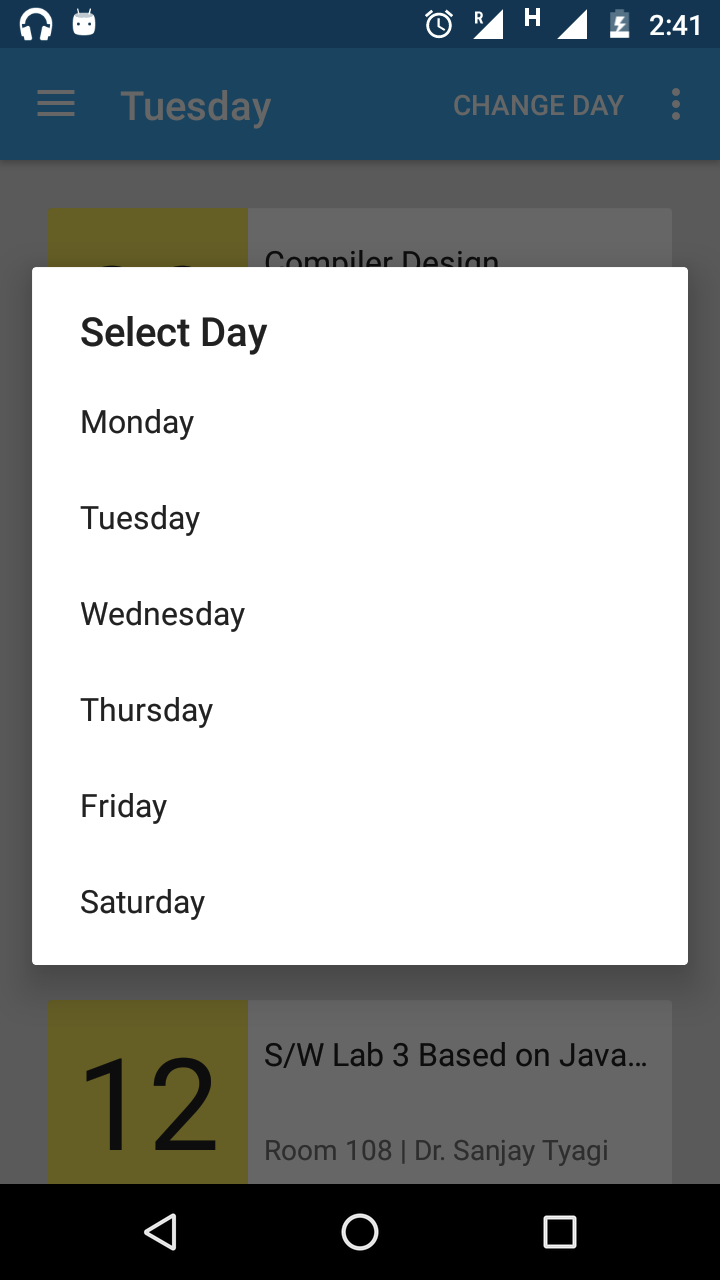 R H 2:41
Tuesday CHANGE DAY
Compiler Design
Select Day
Monday
Tuesday
Wednesday
Thursday
Friday
Saturday
12
S/W Lab 3 Based on Java...
Room 108 | Dr. Sanjay Tyagi